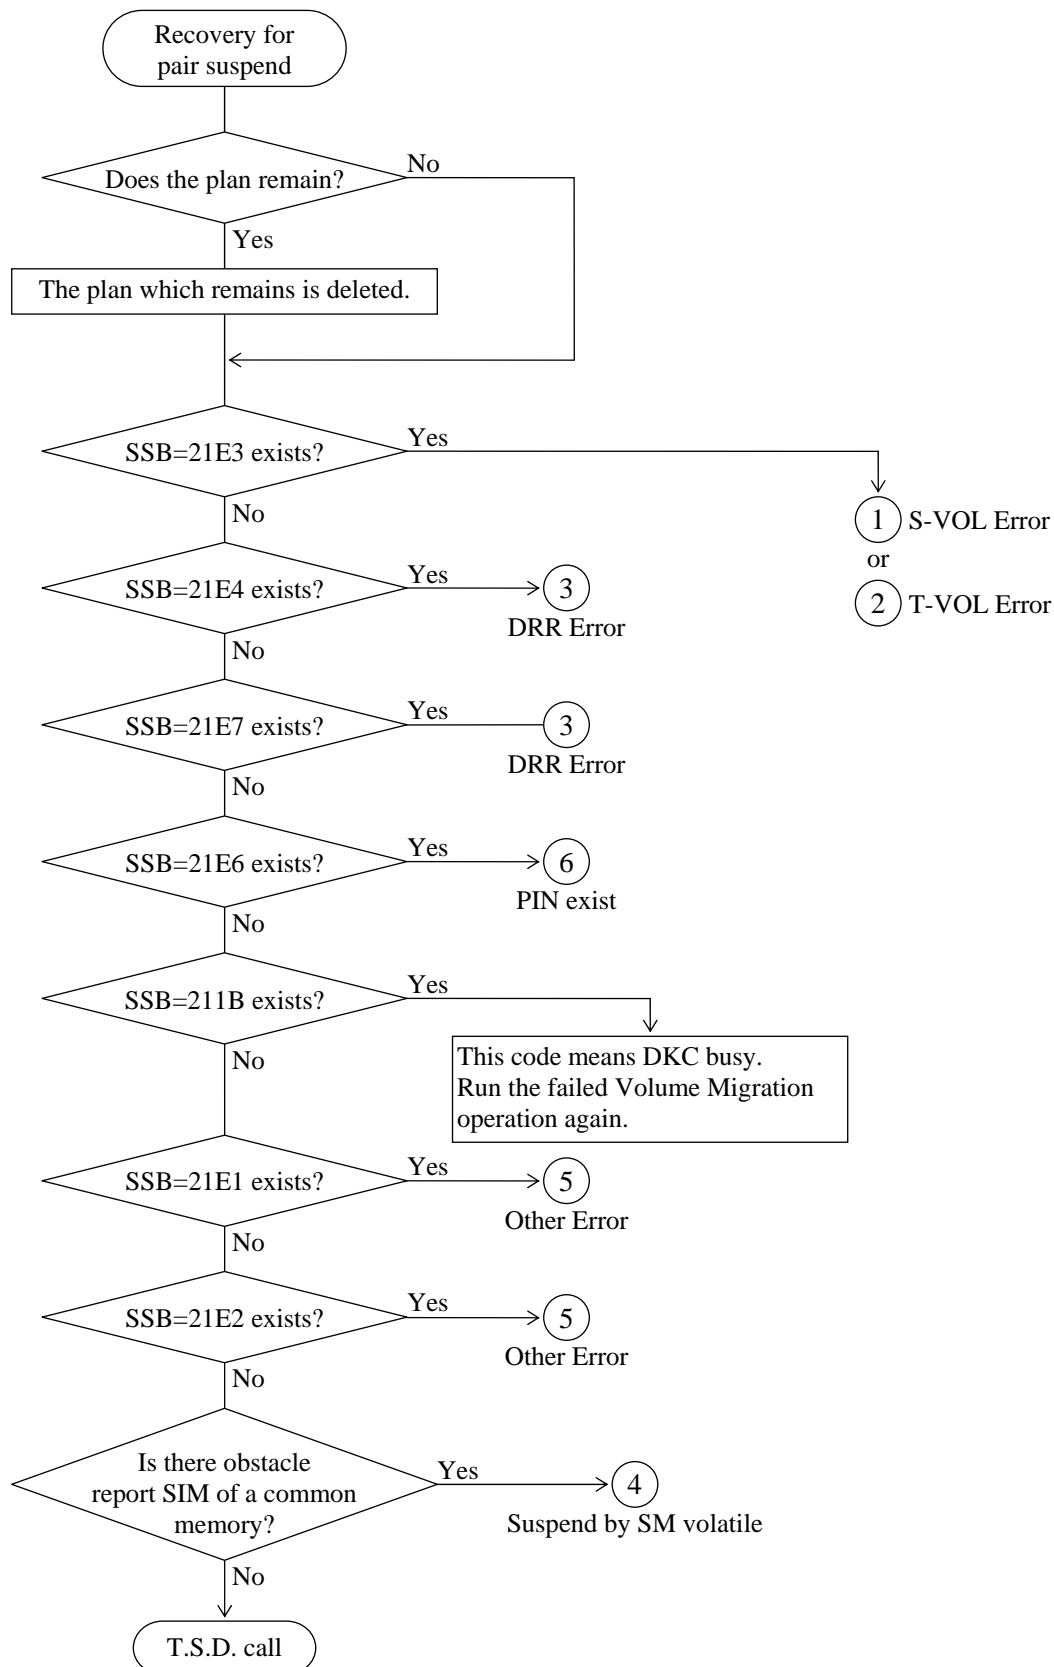 Recovery for
pair suspend
Does the plan remain?
No
Yes
The plan which remains is deleted.
SSB=21E3 exists?
Yes
No
1 S-VOL Error
or
2 T-VOL Error
SSB=21E4 exists?
Yes
3
DRR Error
No
SSB=21E7 exists?
Yes
3
DRR Error
No
SSB=21E6 exists?
Yes
6
PIN exist
No
SSB=211B exists?
Yes
No
This code means DKC busy.
Run the failed Volume Migration
operation again.
SSB=21E1 exists?
Yes
5
Other Error
No
SSB=21E2 exists?
Yes
5
Other Error
No
Is there obstacle
report SIM of a common
memory?
Yes
4
Suspend by SM volatile
No
T.S.D. call